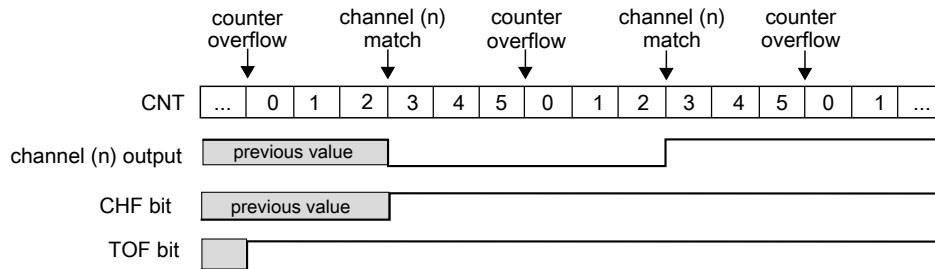 counter
overflow
channel (n)
match
counter
overflow
channel (n)
match
counter
overflow
CNT ... 0 1 2 3 4 5 0 1 2 3 4 5 0 1 ...
channel (n) output previous value
CHF bit previous value
TOF bit